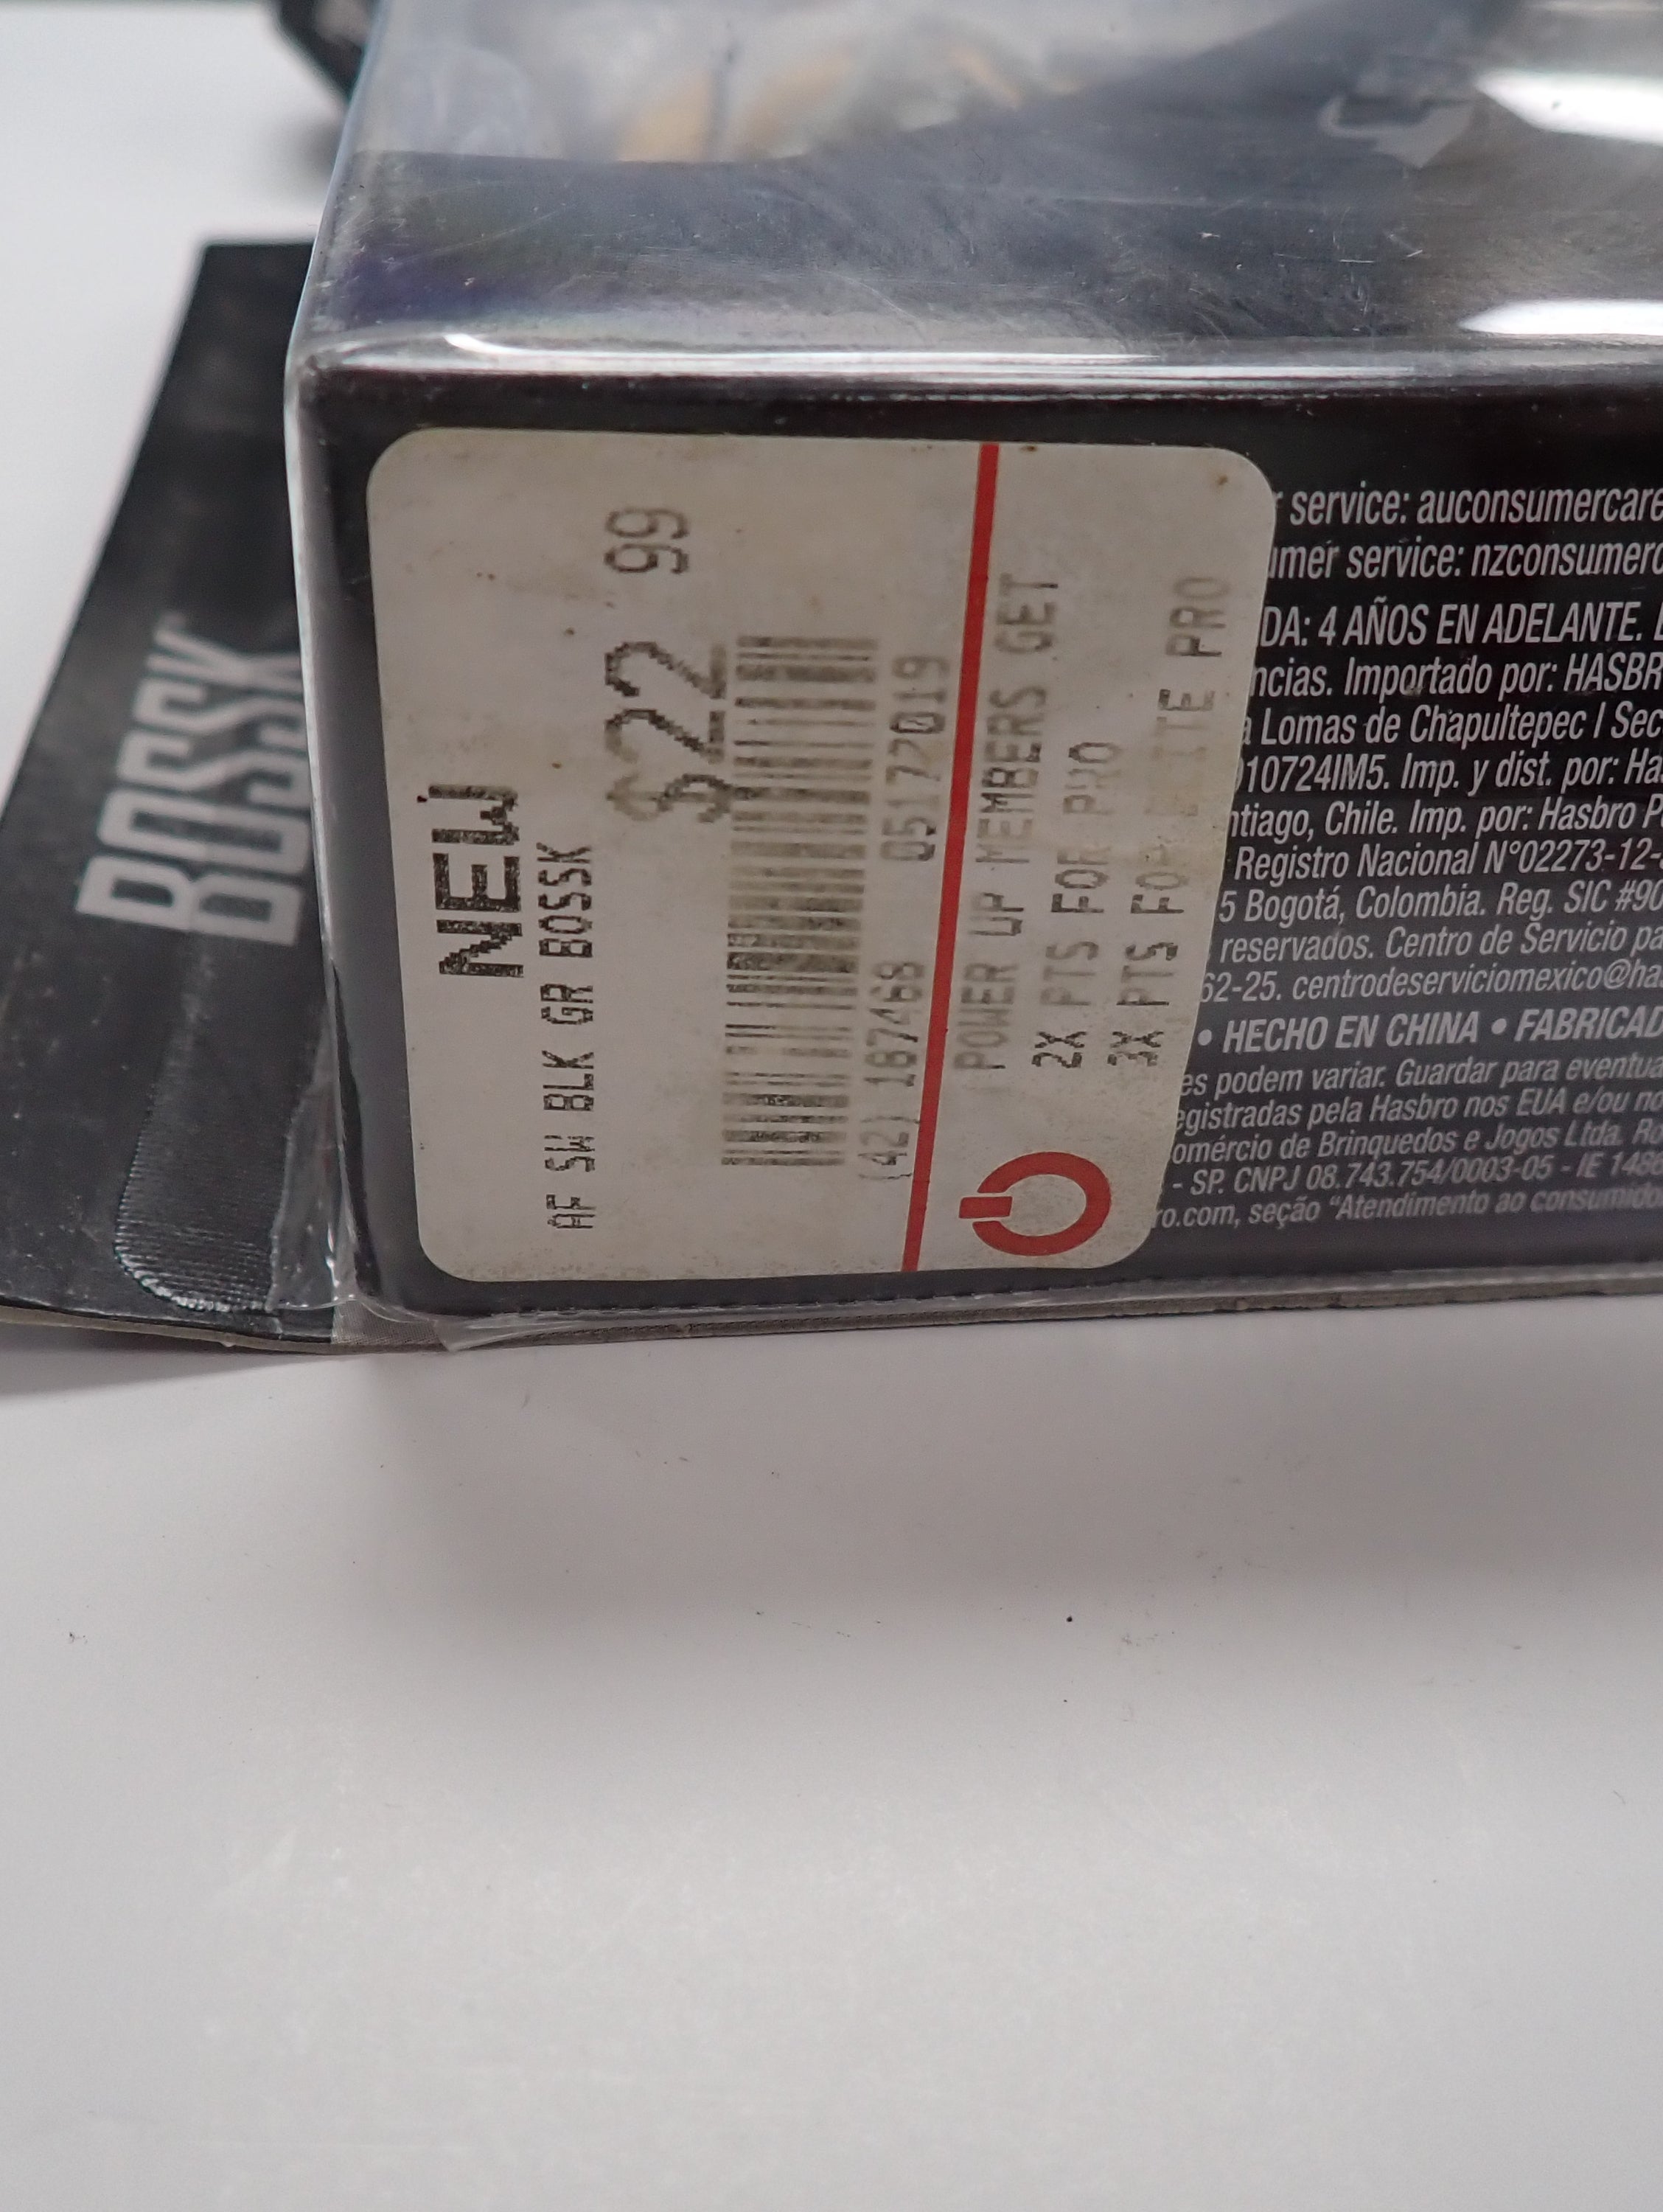 BOSSK
NEW
AF SW BLK GR BOSSK
$22 99
(42) 187468 05172019
POWER UP MEMBERS GET
2X PTS FOR PRO
3X PTS FOR ELITE PRO
r service: auconsumercare
umer service: nzconsumerc
DA: 4 AÑOS EN ADELANTE.
ncias. Importado por: HASBR
a Lomas de Chapultepec I Sec
010724IM5. Imp. y dist. por: Ha
ntiago, Chile. Imp. por: Hasbro P
Registro Nacional N°02273-12-
5 Bogotá, Colombia. Reg. SIC #90
reservados. Centro de Servicio pa
62-25. centrodeserviciomexico@ha
• HECHO EN CHINA • FABRICAD
es podem variar. Guardar para eventua
egistradas pela Hasbro nos EUA e/ou no
omércio de Brinquedos e Jogos Ltda. Ro
- SP. CNPJ 08.743.754/0003-05 - IE 1486
ro.com, seção "Atendimento ao consumido